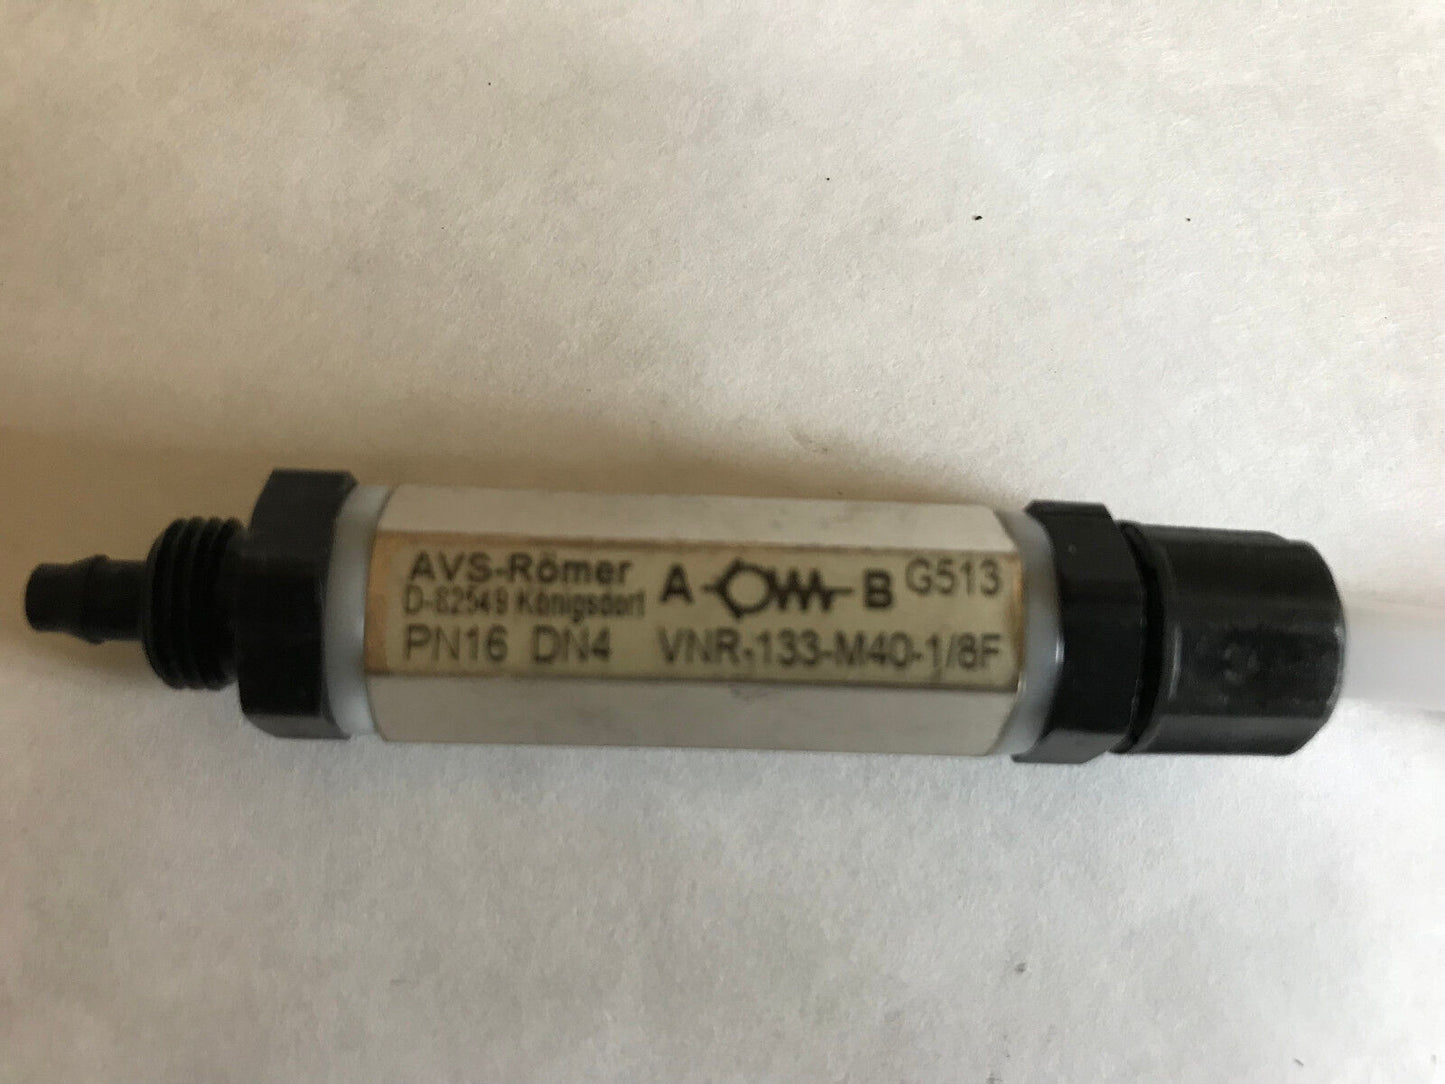 AVS-Römer
D-82549 Königsdorf
A B G513
PN16 DN4 VNR-133-M40-1/8F